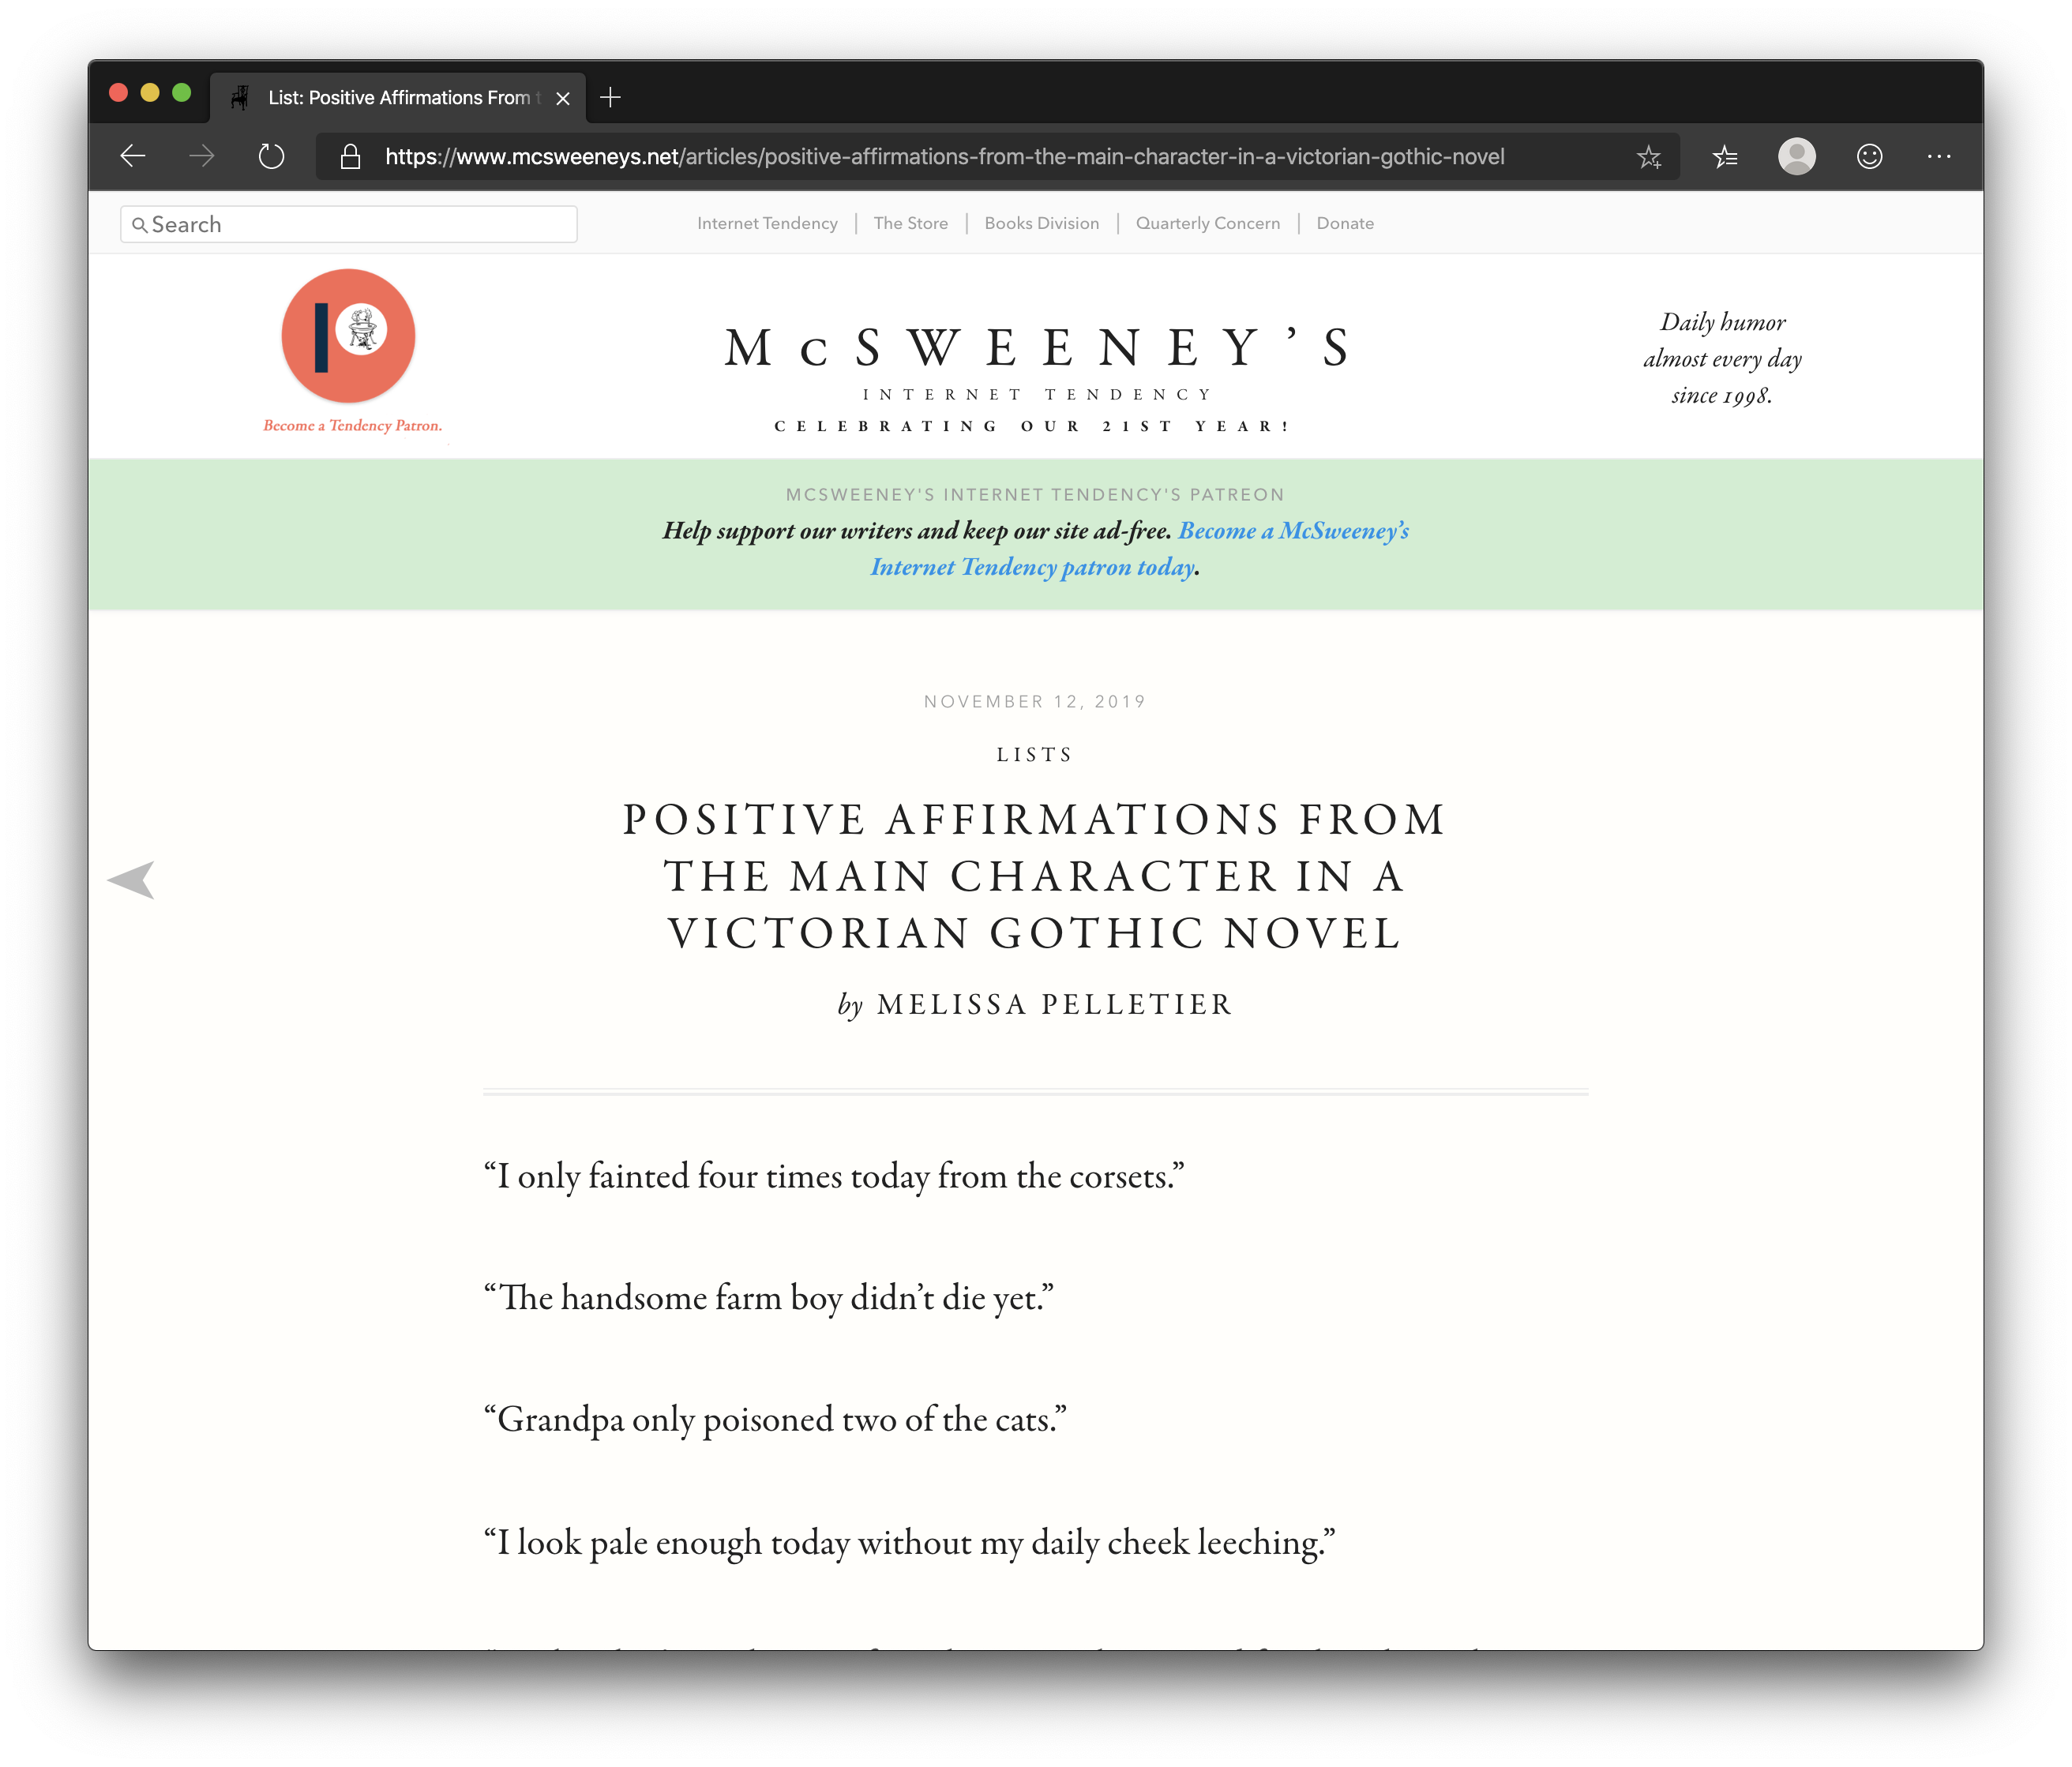 List: Positive Affirmations From t
https://www.mcsweeneys.net/articles/positive-affirmations-from-the-main-character-in-a-victorian-gothic-novel
Search
Internet Tendency | The Store | Books Division | Quarterly Concern | Donate
Become a Tendency Patron.
McSWEENEY’S
INTERNET TENDENCY
CELEBRATING OUR 21ST YEAR!
Daily humor
almost every day
since 1998.
MCSWEENEY'S INTERNET TENDENCY'S PATREON
Help support our writers and keep our site ad-free. Become a McSweeney’s
Internet Tendency patron today.
NOVEMBER 12, 2019
LISTS
POSITIVE AFFIRMATIONS FROM
THE MAIN CHARACTER IN A
VICTORIAN GOTHIC NOVEL
by MELISSA PELLETIER
“I only fainted four times today from the corsets.”
“The handsome farm boy didn’t die yet.”
“Grandpa only poisoned two of the cats.”
“I look pale enough today without my daily cheek leeching.”